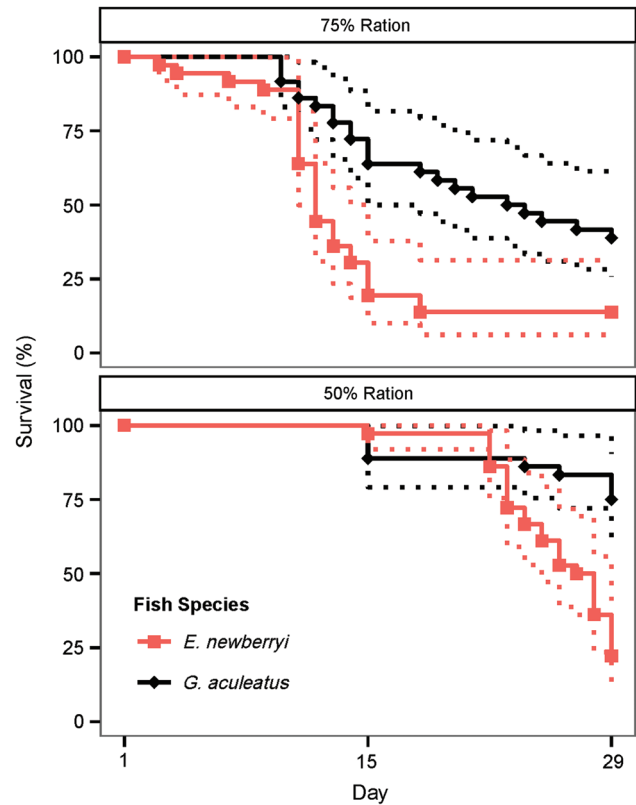 75% Ration
100
75
50
25
0
Survival (%)
50% Ration
100
75
50
25
0
Fish Species
E. newberryi
G. aculeatus
1 15 29
Day